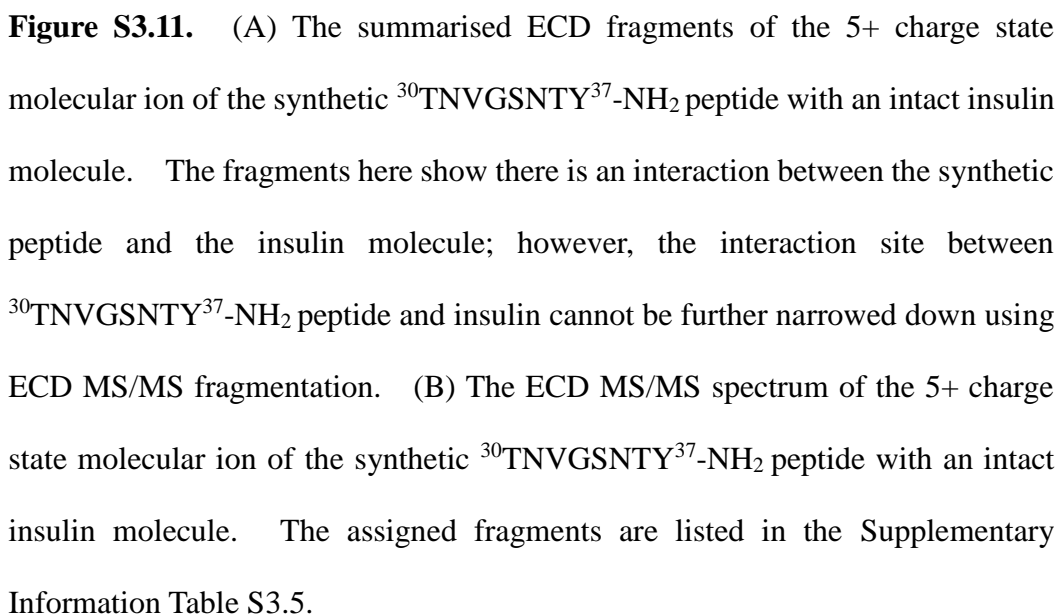 Figure S3.11. (A) The summarised ECD fragments of the 5+ charge state
molecular ion of the synthetic ³⁰TNVGSNTY³⁷-NH₂ peptide with an intact insulin
molecule. The fragments here show there is an interaction between the synthetic
peptide and the insulin molecule; however, the interaction site between
³⁰TNVGSNTY³⁷-NH₂ peptide and insulin cannot be further narrowed down using
ECD MS/MS fragmentation. (B) The ECD MS/MS spectrum of the 5+ charge
state molecular ion of the synthetic ³⁰TNVGSNTY³⁷-NH₂ peptide with an intact
insulin molecule. The assigned fragments are listed in the Supplementary
Information Table S3.5.